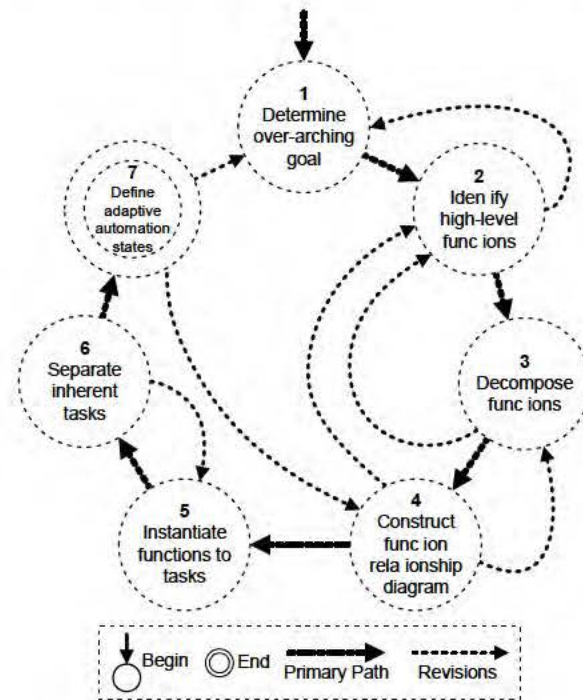 1
Determine
over-arching
goal
2
Iden ify
high-level
func ions
3
Decompose
func ions
4
Construct
func ion
rela ionship
diagram
5
Instantiate
functions to
tasks
6
Separate
inherent
tasks
7
Define
adaptive
automation
states
Begin
End
Primary Path
Revisions